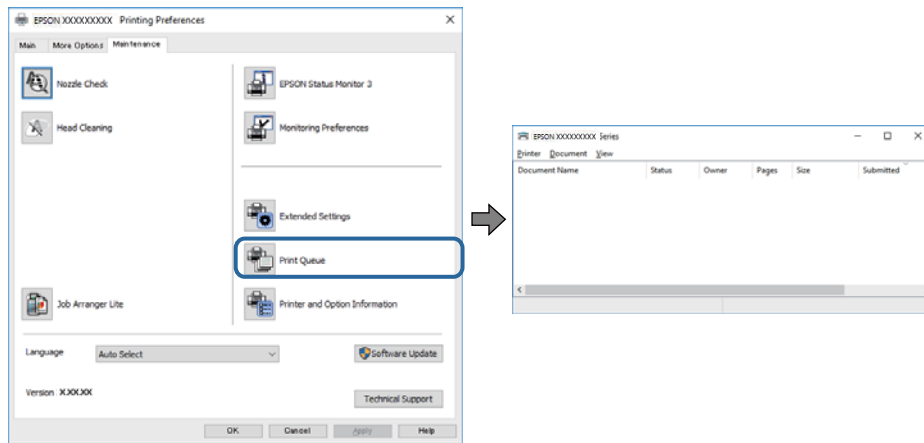 EPSON XXXXXXXXX Printing Preferences
Main More Options Maintenance
Nozzle Check
Head Cleaning
Job Arranger Lite
EPSON Status Monitor 3
Monitoring Preferences
Extended Settings
Print Queue
Printer and Option Information
Language Auto Select Software Update
Version X.XX.XX Technical Support
OK Cancel Apply Help
EPSON XXXXXXXXXX Series
Printer Document View
Document Name Status Owner Pages Size Submitted